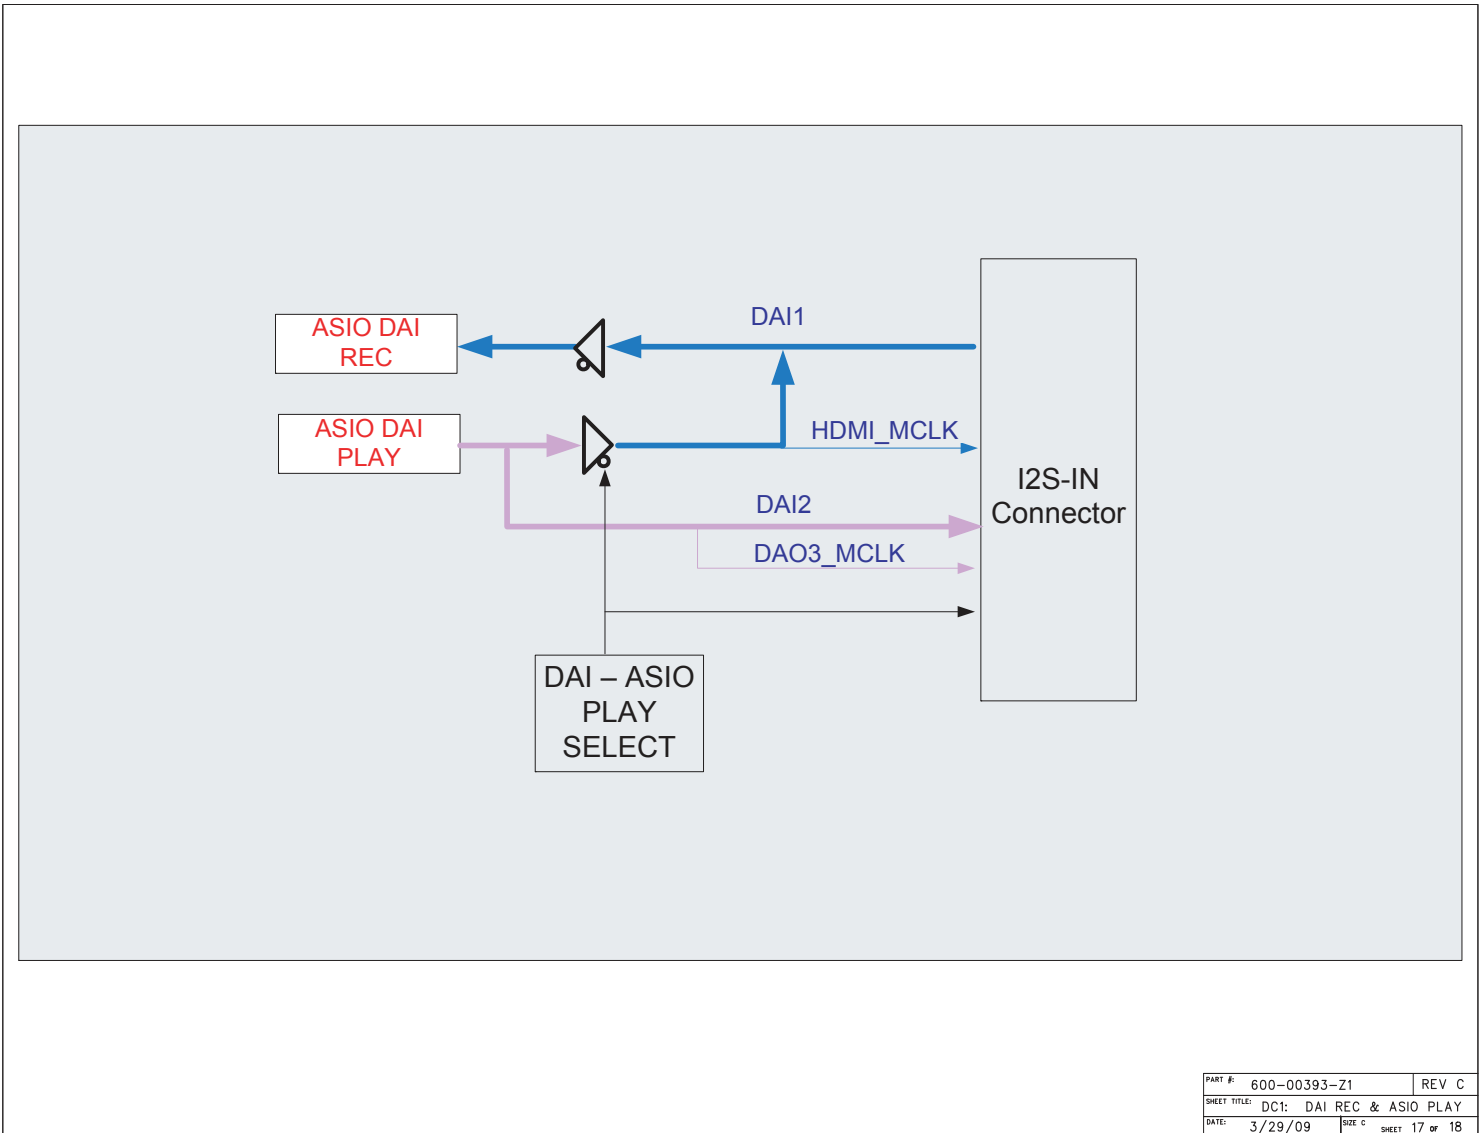 DAI1
ASIO DAI
REC
ASIO DAI
PLAY
HDMI_MCLK
I2S-IN
Connector
DAI2
DAO3_MCLK
DAI – ASIO
PLAY
SELECT
PART #: 600-00393-Z1 REV C
SHEET TITLE: DC1: DAI REC & ASIO PLAY
DATE: 3/29/09 SIZE C SHEET 17 OF 18